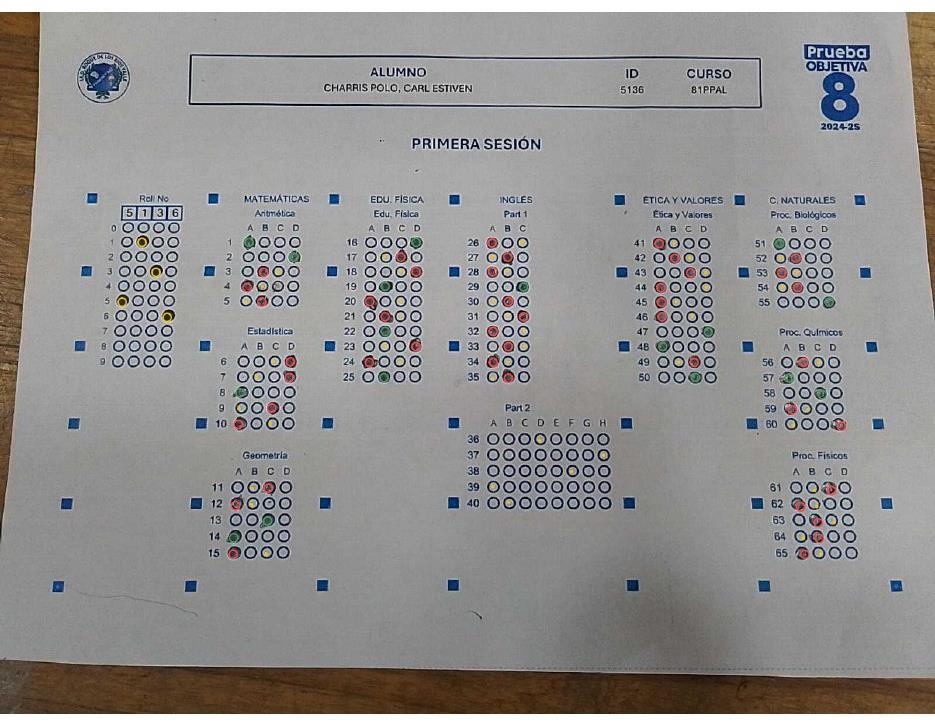 Prueba
OBJETIVA
8
2024-25
ALUMNO ID CURSO
CHARRIS POLO, CARL ESTIVEN 5136 81PPAL
PRIMERA SESIÓN
Roll No
5 1 3 6
0
1
2
3
4
5
6
7
8
9
MATEMÁTICAS
Aritmética
A B C D
1
2
3
4
5
Estadística
A B C D
6
7
8
9
10
Geometría
A B C D
11
12
13
14
15
EDU. FÍSICA
Edu. Física
A B C D
16
17
18
19
20
21
22
23
24
25
INGLÉS
Part 1
A B C
26
27
28
29
30
31
32
33
34
35
Part 2
A B C D E F G H
36
37
38
39
40
ÉTICA Y VALORES
Ética y Valores
A B C D
41
42
43
44
45
46
47
48
49
50
C. NATURALES
Proc. Biológicos
A B C D
51
52
53
54
55
Proc. Químicos
A B C D
56
57
58
59
60
Proc. Físicos
A B C D
61
62
63
64
65